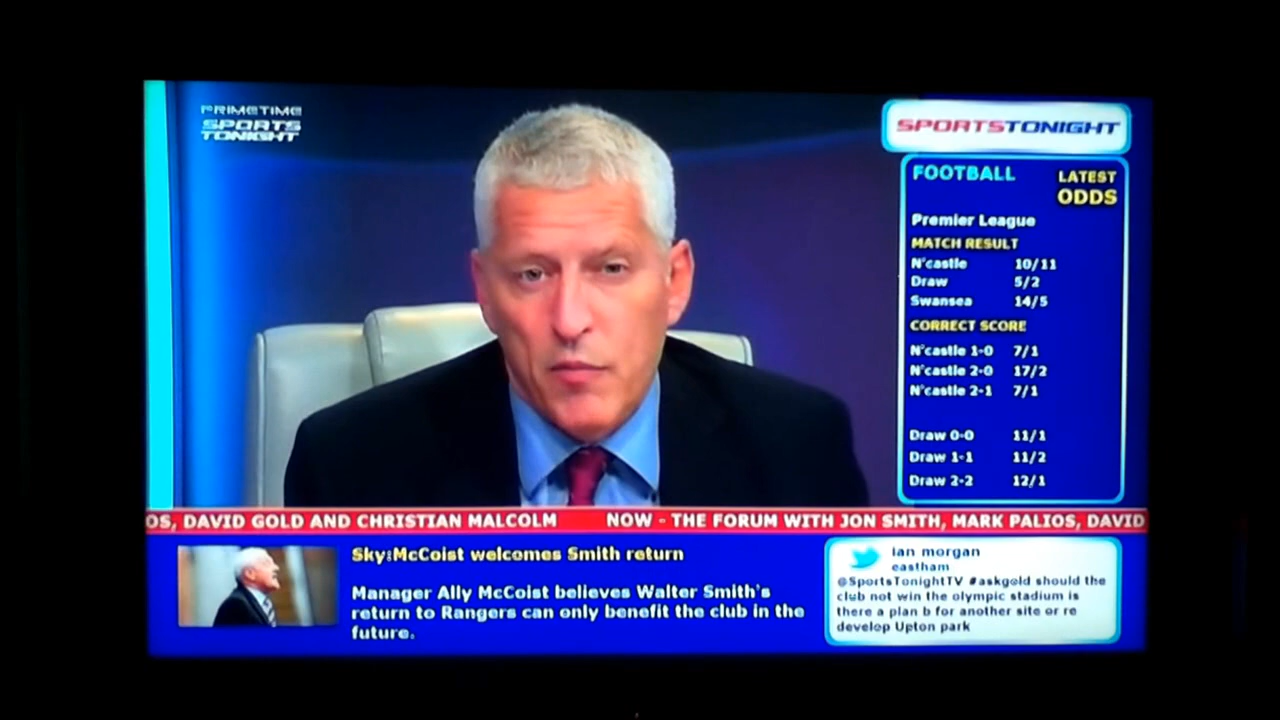 PRIMETIME
SPORTS
TONIGHT
SPORTSTONIGHT
FOOTBALL
LATEST
ODDS
Premier League
MATCH RESULT
N'castle 10/11
Draw 5/2
Swansea 14/5
CORRECT SCORE
N'castle 1-0 7/1
N'castle 2-0 17/2
N'castle 2-1 7/1
Draw 0-0 11/1
Draw 1-1 11/2
Draw 2-2 12/1
OS, DAVID GOLD AND CHRISTIAN MALCOLM NOW - THE FORUM WITH JON SMITH, MARK PALIOS, DAVID
Sky:McCoist welcomes Smith return
Manager Ally McCoist believes Walter Smith's
return to Rangers can only benefit the club in the
future.
ian morgan
eastham
@SportsTonightTV #askgold should the
club not win the olympic stadium is
there a plan b for another site or re
develop Upton park